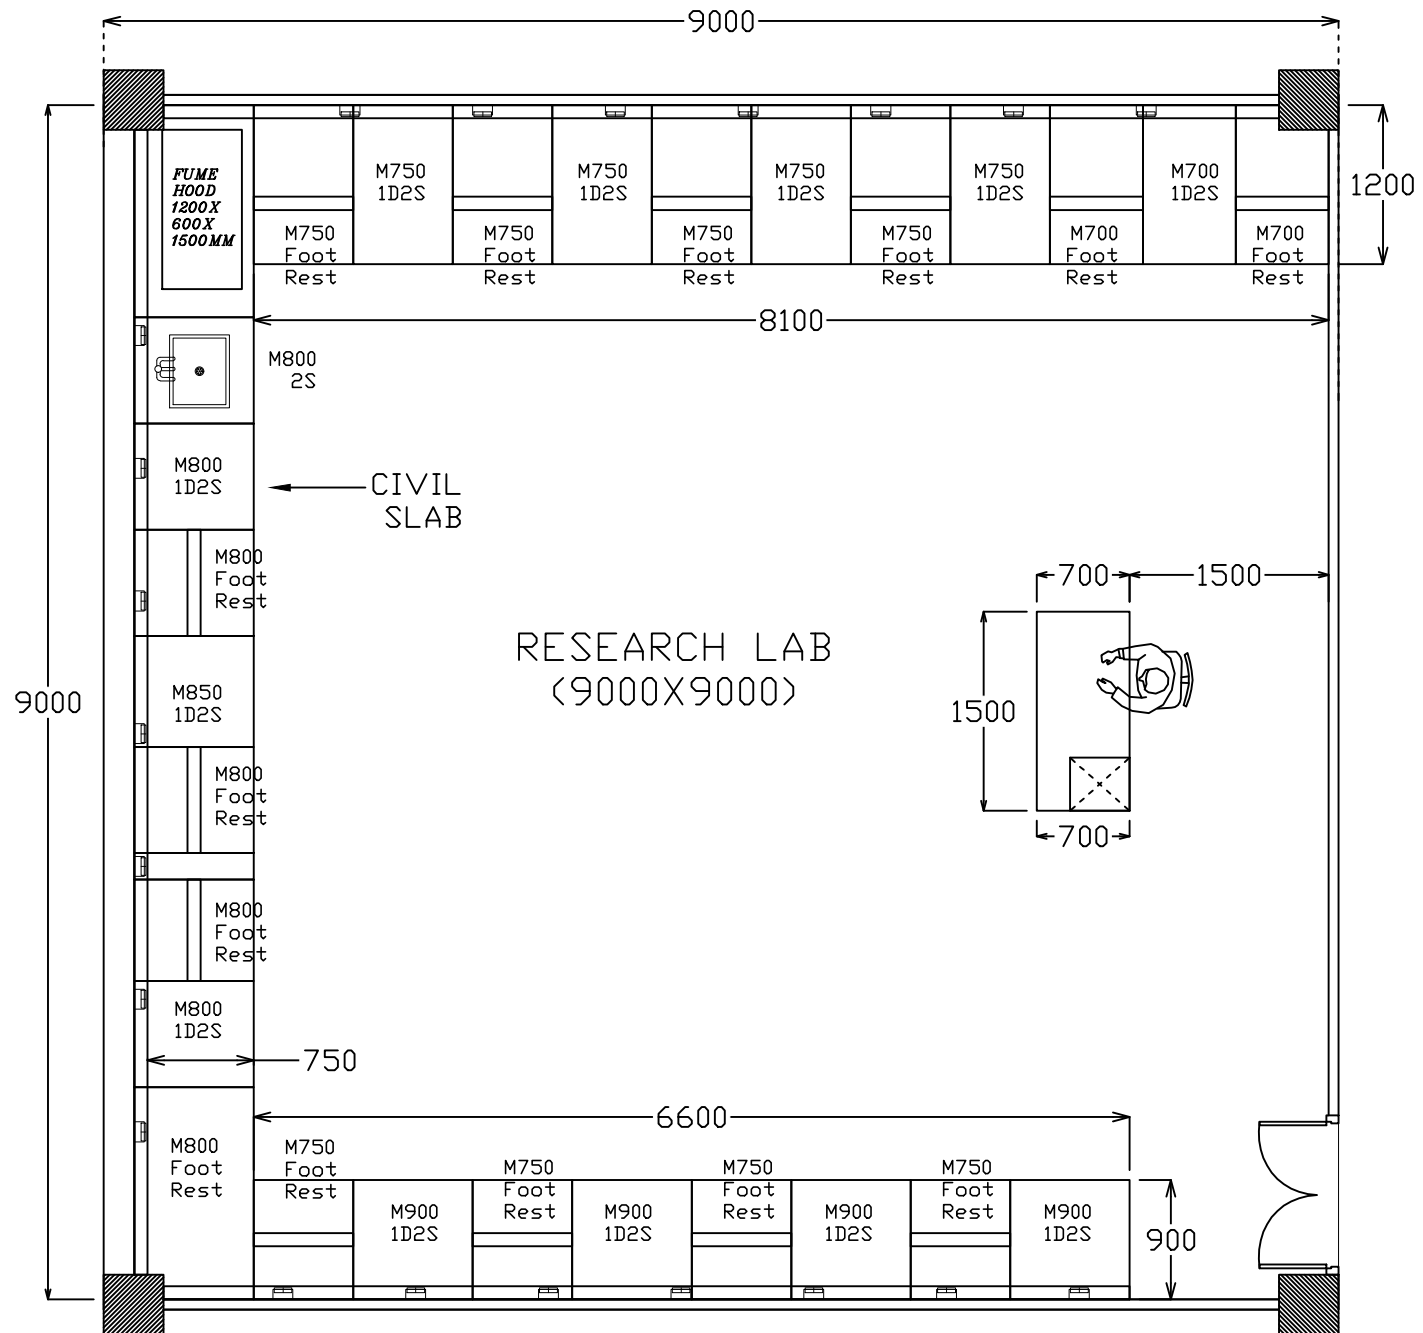 9000
FUME
HOOD
1200X
600X
1500MM
M750
1D2S
M750
1D2S
M750
1D2S
M750
1D2S
M700
1D2S
1200
M750
Foot
Rest
M750
Foot
Rest
M750
Foot
Rest
M750
Foot
Rest
M700
Foot
Rest
M700
Foot
Rest
8100
M800
2S
M800
1D2S
CIVIL
SLAB
M800
Foot
Rest
700
1500
RESEARCH LAB
(9000X9000)
9000
M850
1D2S
1500
M800
Foot
Rest
700
M800
Foot
Rest
M800
1D2S
750
6600
M800
Foot
Rest
M750
Foot
Rest
M750
Foot
Rest
M750
Foot
Rest
M750
Foot
Rest
M900
1D2S
M900
1D2S
M900
1D2S
M900
1D2S
900